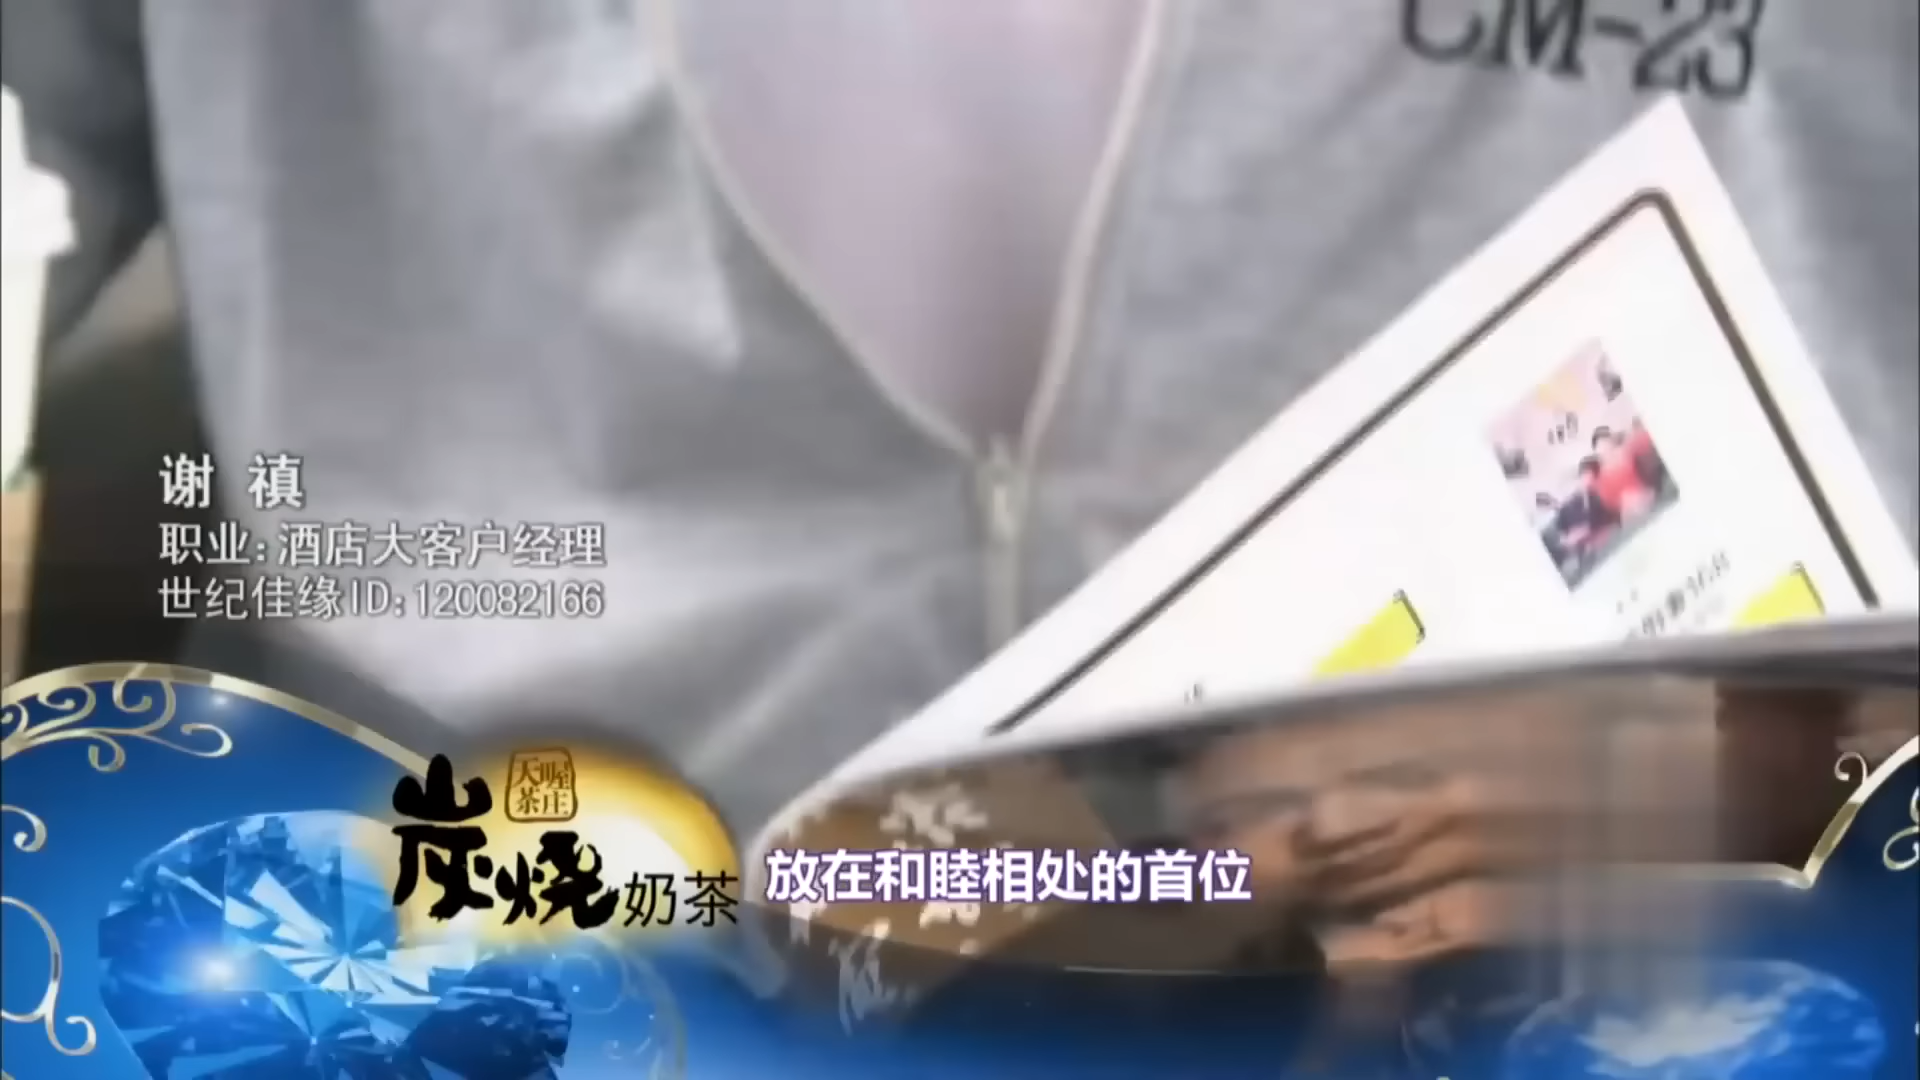 CM-23
谢 禛
职业:酒店大客户经理
世纪佳缘ID:120082166
天喔茶庄
炭烧奶茶
放在和睦相处的首位